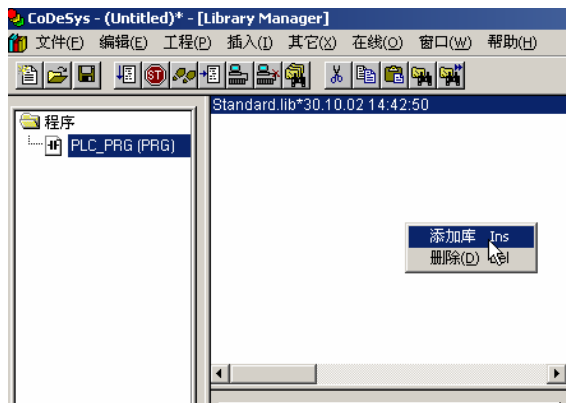 CoDeSys - (Untitled)* - [Library Manager]
文件(F) 编辑(E) 工程(P) 插入(I) 其它(X) 在线(O) 窗口(W) 帮助(H)
Standard.lib*30.10.02 14:42:50
程序
PLC_PRG (PRG)
添加库 Ins
删除(D) Del